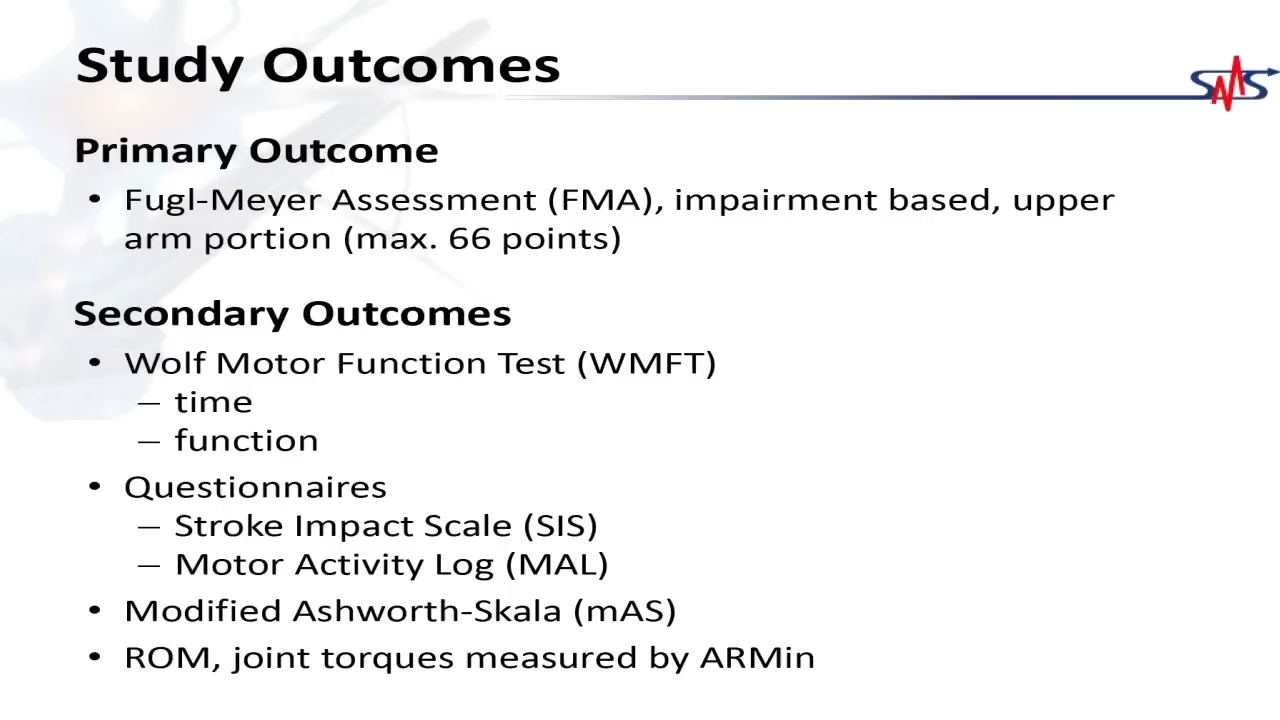 Study Outcomes
SMS
Primary Outcome
• Fugl-Meyer Assessment (FMA), impairment based, upper
arm portion (max. 66 points)
Secondary Outcomes
• Wolf Motor Function Test (WMFT)
– time
– function
• Questionnaires
– Stroke Impact Scale (SIS)
– Motor Activity Log (MAL)
• Modified Ashworth-Skala (mAS)
• ROM, joint torques measured by ARMin